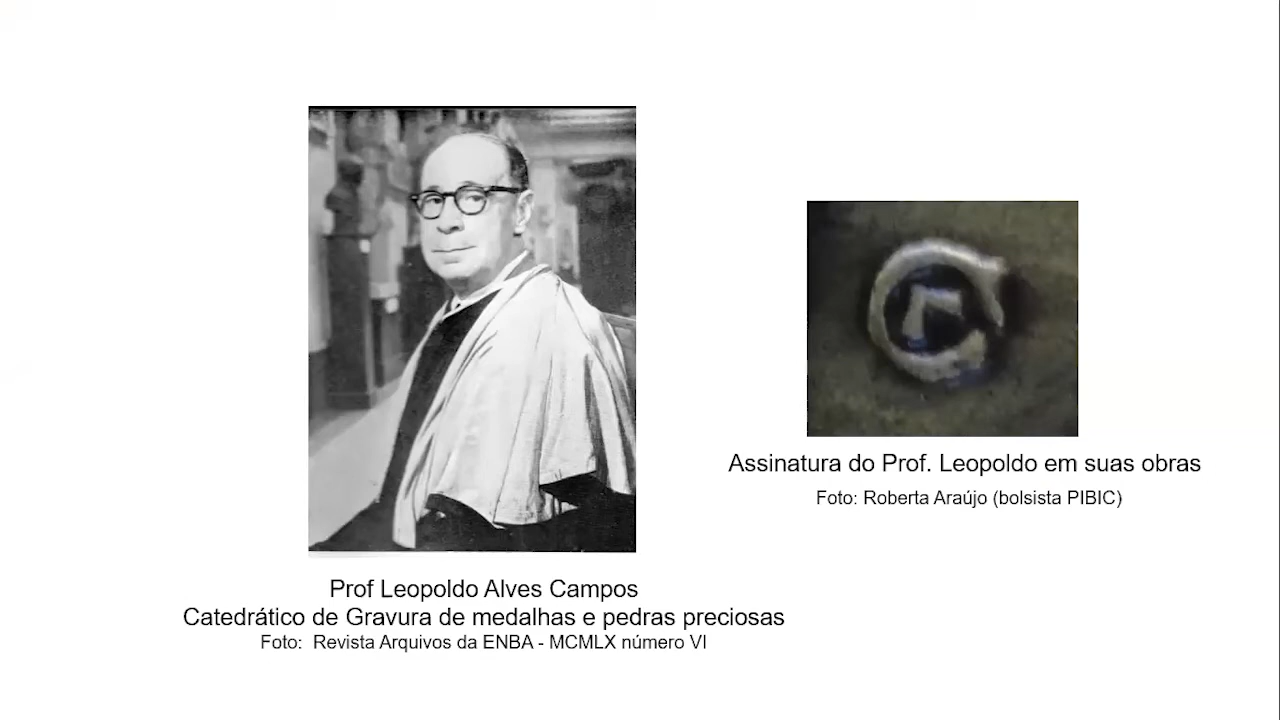 Assinatura do Prof. Leopoldo em suas obras
Foto: Roberta Araújo (bolsista PIBIC)
Prof Leopoldo Alves Campos
Catedrático de Gravura de medalhas e pedras preciosas
Foto: Revista Arquivos da ENBA - MCMLX número VI